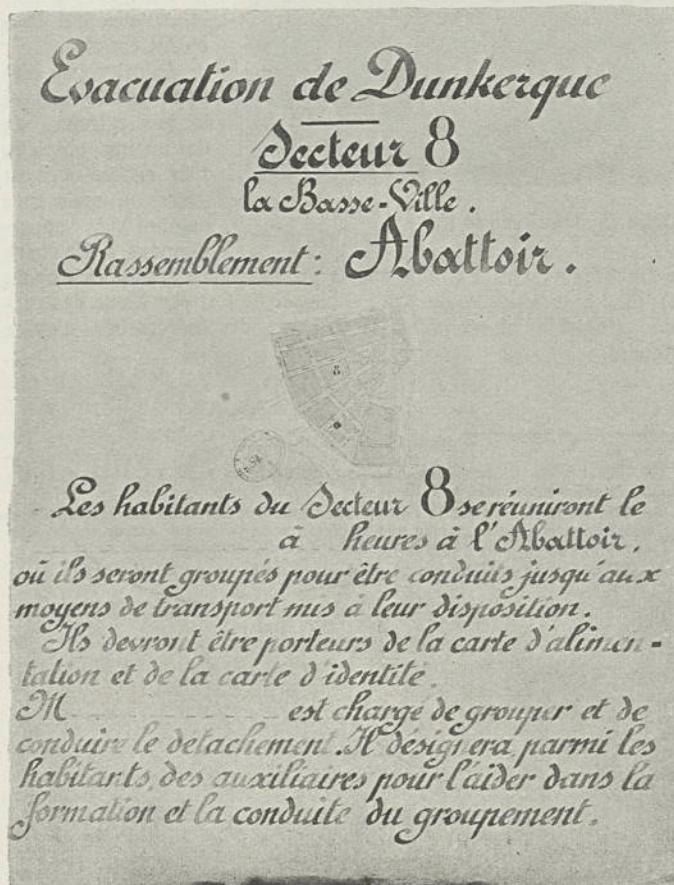 Evacuation de Dunkerque
Secteur 8
la Basse-Ville.
Rassemblement: Abattoir.
8
Les habitants du Secteur 8 se réuniront le
à heures à l'Abattoir,
où ils seront groupés pour être conduits jusqu'aux
moyens de transport mis à leur disposition.
Ils devront être porteurs de la carte d'alimen-
tation et de la carte d'identité.
M est chargé de grouper et de
conduire le détachement. Il désignera parmi les
habitants, des auxiliaires pour l'aider dans la
formation et la conduite du groupement.